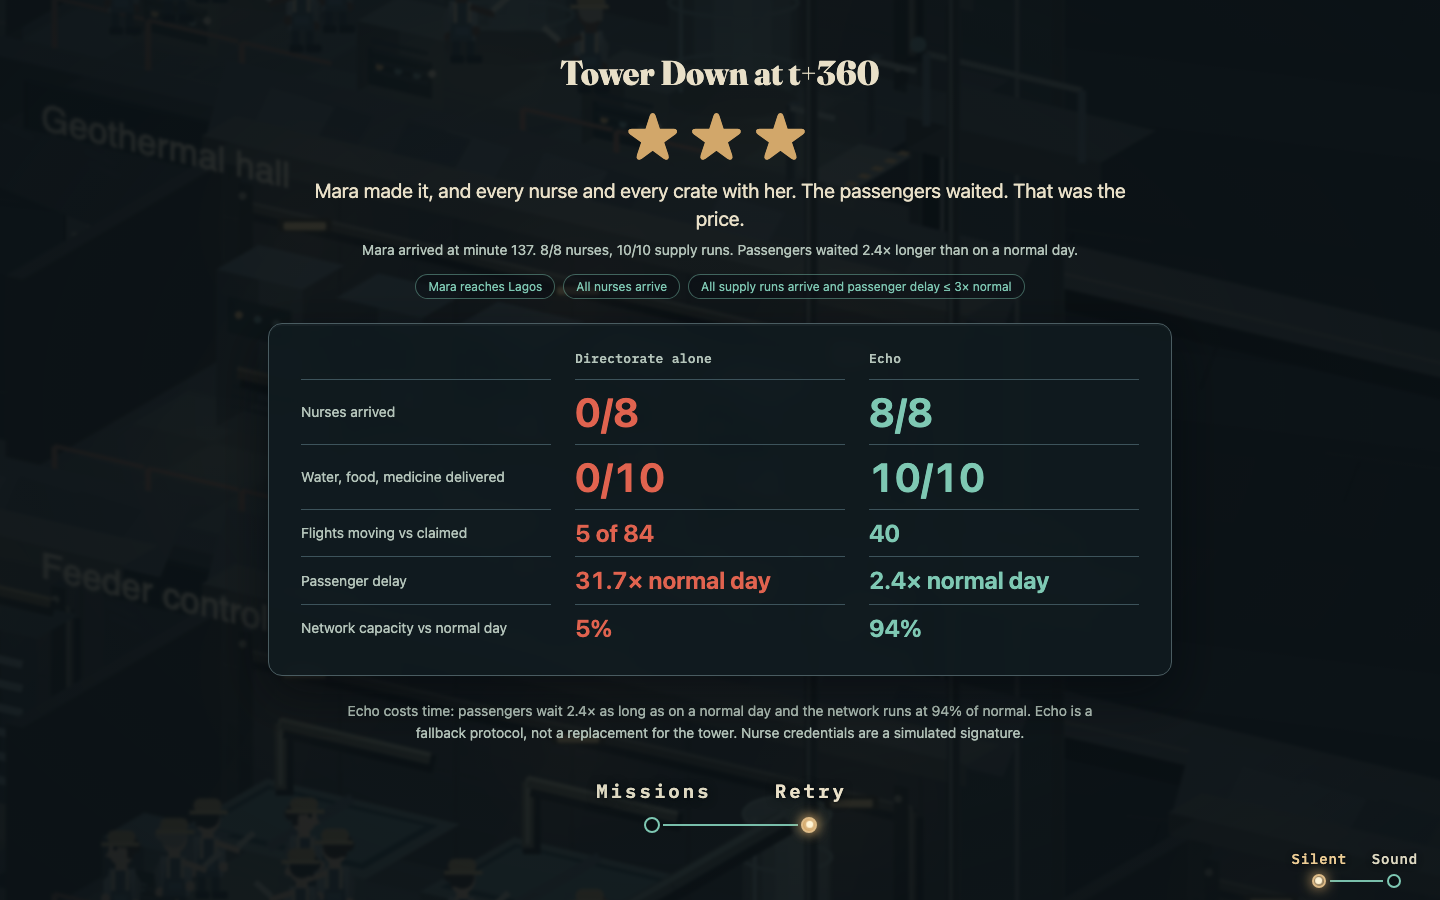 Tower Down at t+360
Geothermal hall
Mara made it, and every nurse and every crate with her. The passengers waited. That was the
price.
Mara arrived at minute 137. 8/8 nurses, 10/10 supply runs. Passengers waited 2.4× longer than on a normal day.
Mara reaches Lagos All nurses arrive All supply runs arrive and passenger delay ≤ 3× normal
Directorate alone Echo
Nurses arrived 0/8 8/8
Water, food, medicine delivered 0/10 10/10
Flights moving vs claimed 5 of 84 40
Feeder control
Passenger delay 31.7× normal day 2.4× normal day
Network capacity vs normal day 5% 94%
Echo costs time: passengers wait 2.4× as long as on a normal day and the network runs at 94% of normal. Echo is a
fallback protocol, not a replacement for the tower. Nurse credentials are a simulated signature.
Missions Retry
Silent Sound